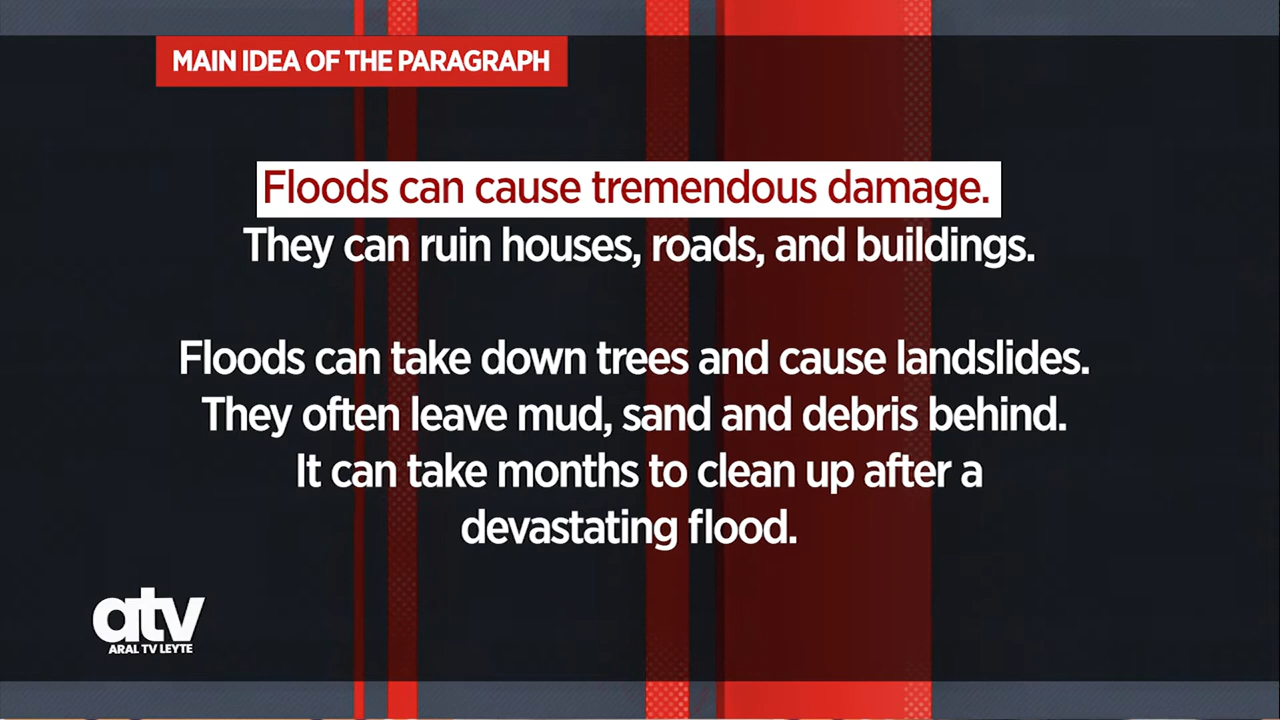 MAIN IDEA OF THE PARAGRAPH
Floods can cause tremendous damage.
They can ruin houses, roads, and buildings.
Floods can take down trees and cause landslides.
They often leave mud, sand and debris behind.
It can take months to clean up after a
devastating flood.
atv
ARAL TV LEYTE